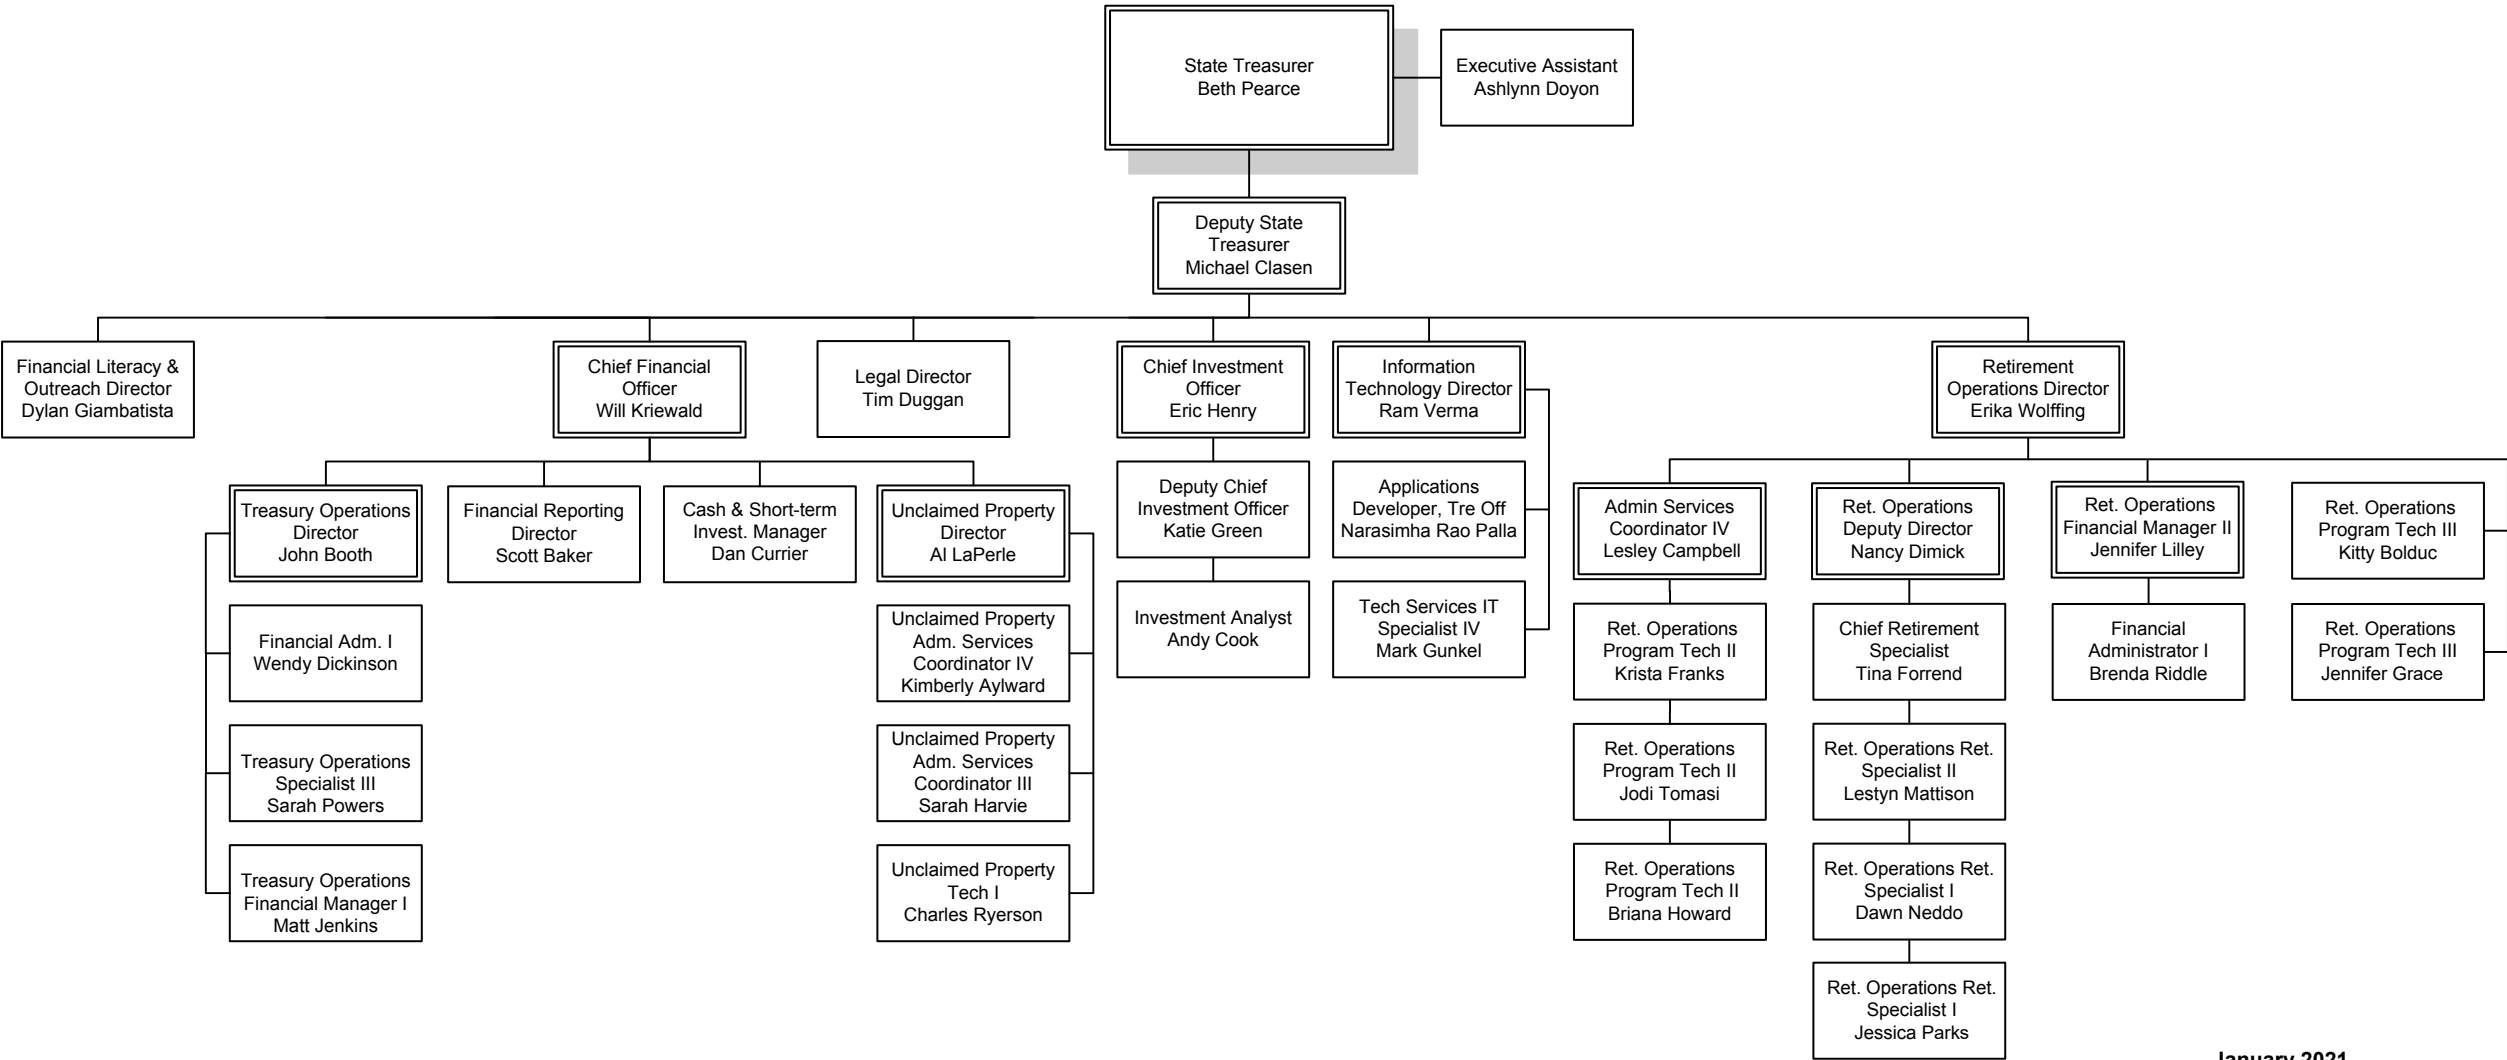 State Treasurer
Beth Pearce
Executive Assistant
Ashlynn Doyon
Deputy State
Treasurer
Michael Clasen
Financial Literacy &
Outreach Director
Dylan Giambatista
Chief Financial
Officer
Will Kriewald
Legal Director
Tim Duggan
Chief Investment
Officer
Eric Henry
Information
Technology Director
Ram Verma
Retirement
Operations Director
Erika Wolffing
Treasury Operations
Director
John Booth
Financial Reporting
Director
Scott Baker
Cash & Short-term
Invest. Manager
Dan Currier
Unclaimed Property
Director
Al LaPerle
Deputy Chief
Investment Officer
Katie Green
Applications
Developer, Tre Off
Narasimha Rao Palla
Admin Services
Coordinator IV
Lesley Campbell
Ret. Operations
Deputy Director
Nancy Dimick
Ret. Operations
Financial Manager II
Jennifer Lilley
Ret. Operations
Program Tech III
Kitty Bolduc
Financial Adm. I
Wendy Dickinson
Unclaimed Property
Adm. Services
Coordinator IV
Kimberly Aylward
Investment Analyst
Andy Cook
Tech Services IT
Specialist IV
Mark Gunkel
Ret. Operations
Program Tech II
Krista Franks
Chief Retirement
Specialist
Tina Forrend
Financial
Administrator I
Brenda Riddle
Ret. Operations
Program Tech III
Jennifer Grace
Treasury Operations
Specialist III
Sarah Powers
Unclaimed Property
Adm. Services
Coordinator III
Sarah Harvie
Ret. Operations
Program Tech II
Jodi Tomasi
Ret. Operations Ret.
Specialist II
Lestyn Mattison
Treasury Operations
Financial Manager I
Matt Jenkins
Unclaimed Property
Tech I
Charles Ryerson
Ret. Operations
Program Tech II
Briana Howard
Ret. Operations Ret.
Specialist I
Dawn Neddo
Ret. Operations Ret.
Specialist I
Jessica Parks
January 2021